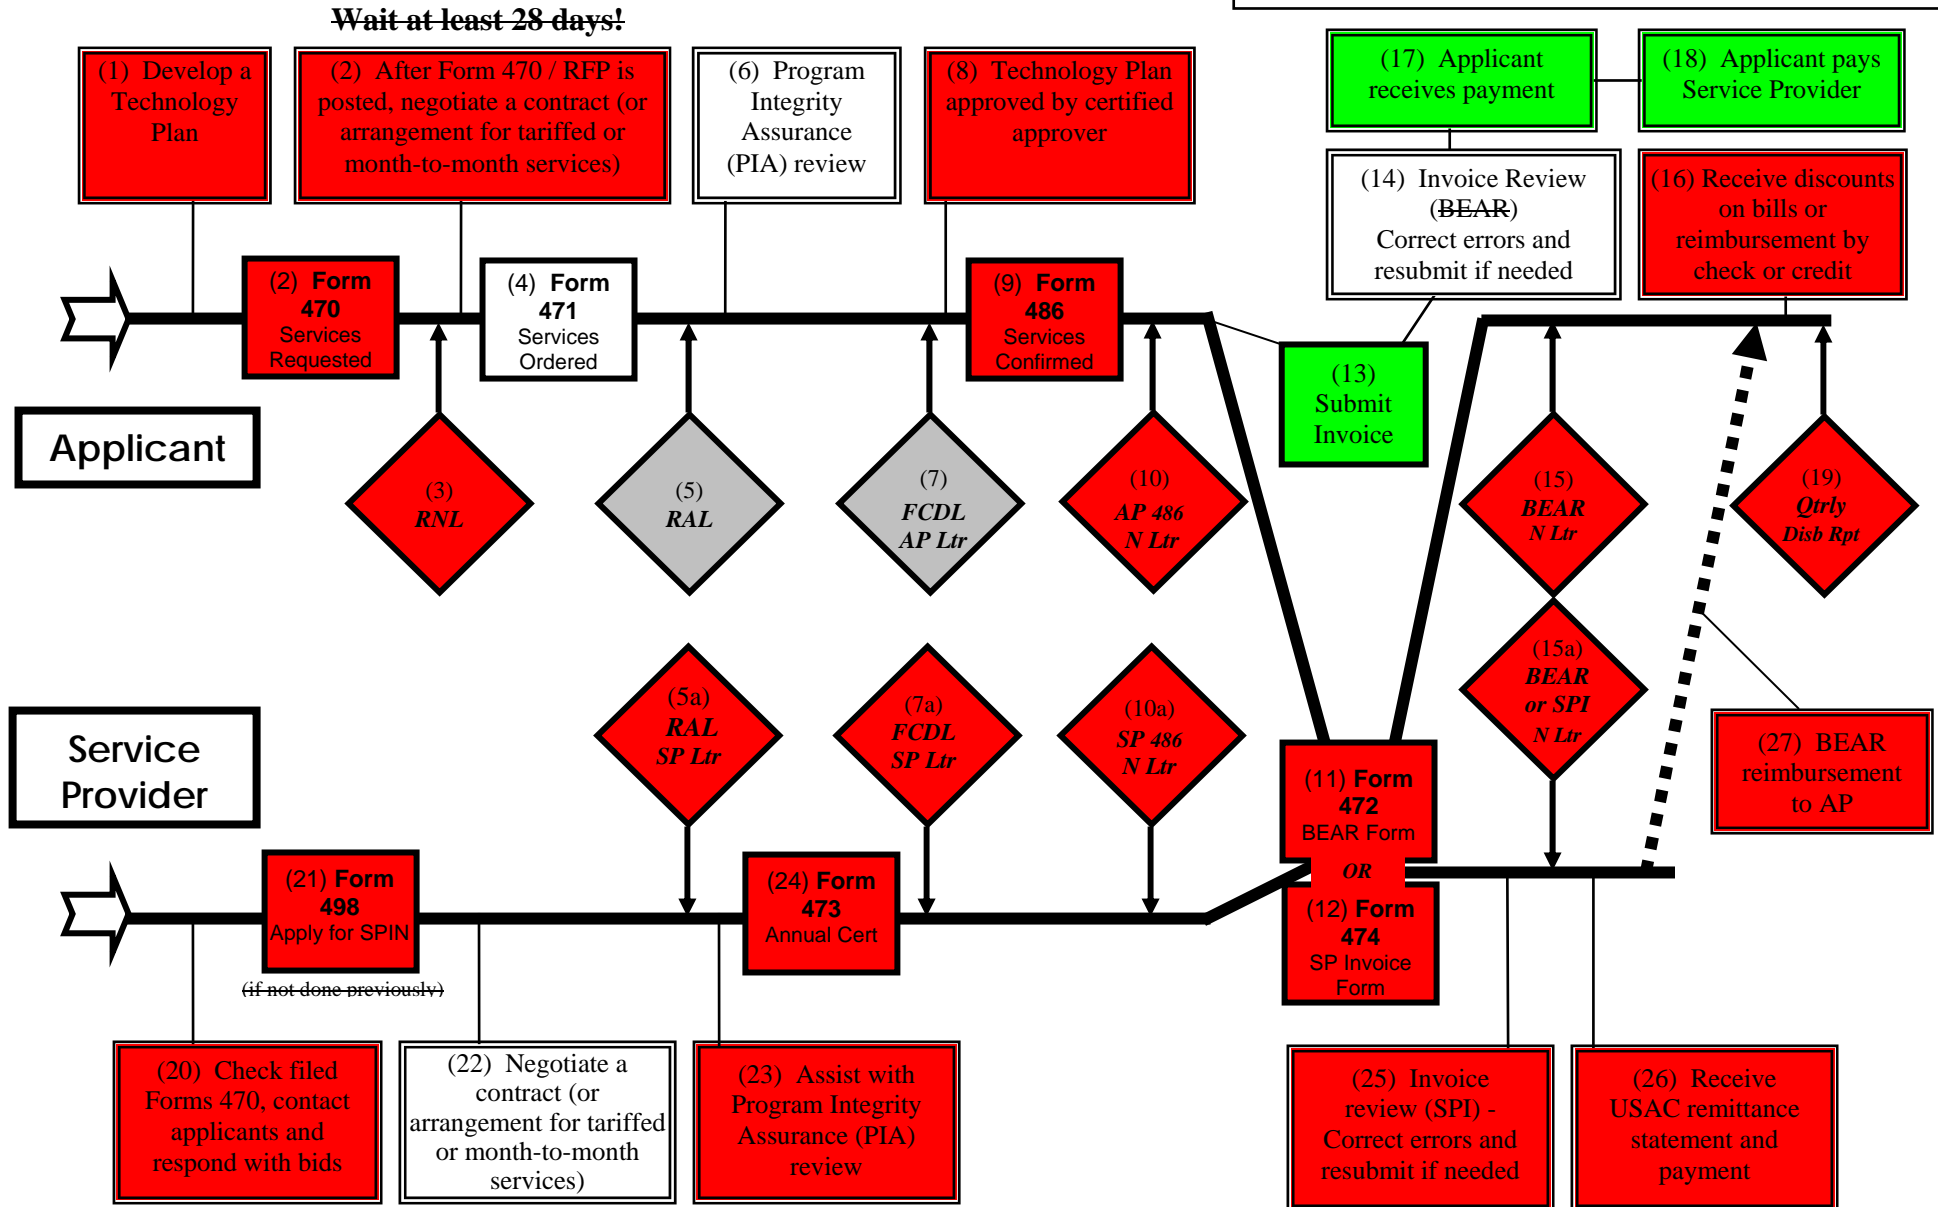 Wait at least 28 days!
(1) Develop a
Technology
Plan
(2) After Form 470 / RFP is
posted, negotiate a contract (or
arrangement for tariffed or
month-to-month services)
(6) Program
Integrity
Assurance
(PIA) review
(8) Technology Plan
approved by certified
approver
(17) Applicant
receives payment
(18) Applicant pays
Service Provider
(14) Invoice Review
(BEAR)
Correct errors and
resubmit if needed
(16) Receive discounts
on bills or
reimbursement by
check or credit
(2) Form
470
Services
Requested
(4) Form
471
Services
Ordered
(9) Form
486
Services
Confirmed
(13)
Submit
Invoice
Applicant
(3)
RNL
(5)
RAL
(7)
FCDL
AP Ltr
(10)
AP 486
N Ltr
(15)
BEAR
N Ltr
(19)
Qtrly
Disb Rpt
Service
Provider
(5a)
RAL
SP Ltr
(7a)
FCDL
SP Ltr
(10a)
SP 486
N Ltr
(15a)
BEAR
or SPI
N Ltr
(27) BEAR
reimbursement
to AP
(11) Form
472
BEAR Form
OR
(12) Form
474
SP Invoice
Form
(21) Form
498
Apply for SPIN
(if not done previously)
(24) Form
473
Annual Cert
(20) Check filed
Forms 470, contact
applicants and
respond with bids
(22) Negotiate a
contract (or
arrangement for tariffed
or month-to-month
services)
(23) Assist with
Program Integrity
Assurance (PIA)
review
(25) Invoice
review (SPI) -
Correct errors and
resubmit if needed
(26) Receive
USAC remittance
statement and
payment